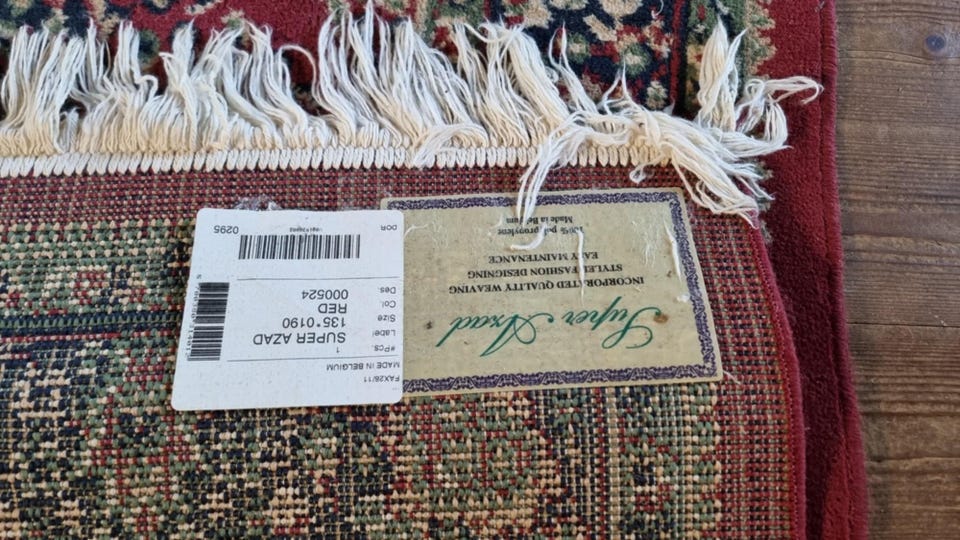 FAX28/11
MADE IN BELGIUM
#Pcs. 1
Label SUPER AZAD
Size 135*0190
Col. RED
Des. 000524
0295
DOR
Super Azad
INCORPORATED QUALITY WEAVING
STYLE FASHION DESIGNING
EASY MAINTENANCE
100% polypropylene
Made in Belgium